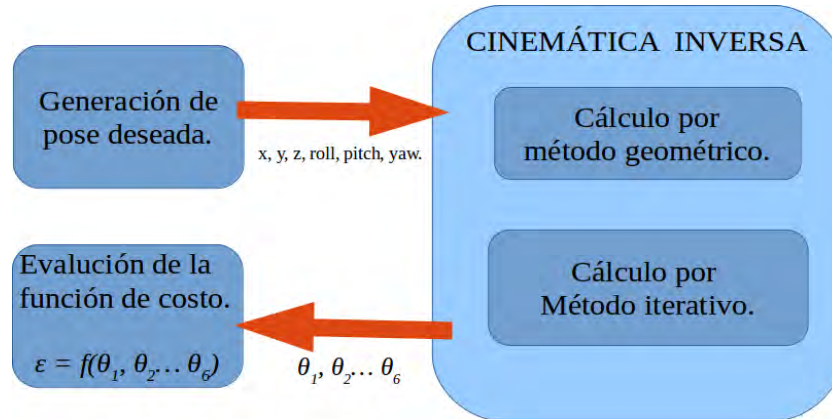 Generación de
pose deseada.
x, y, z, roll, pitch, yaw.
CINEMÁTICA INVERSA
Cálculo por
método geométrico.
Cálculo por
Método iterativo.
θ₁, θ₂... θ₆
Evalución de la
función de costo.
ε = f(θ₁, θ₂... θ₆)